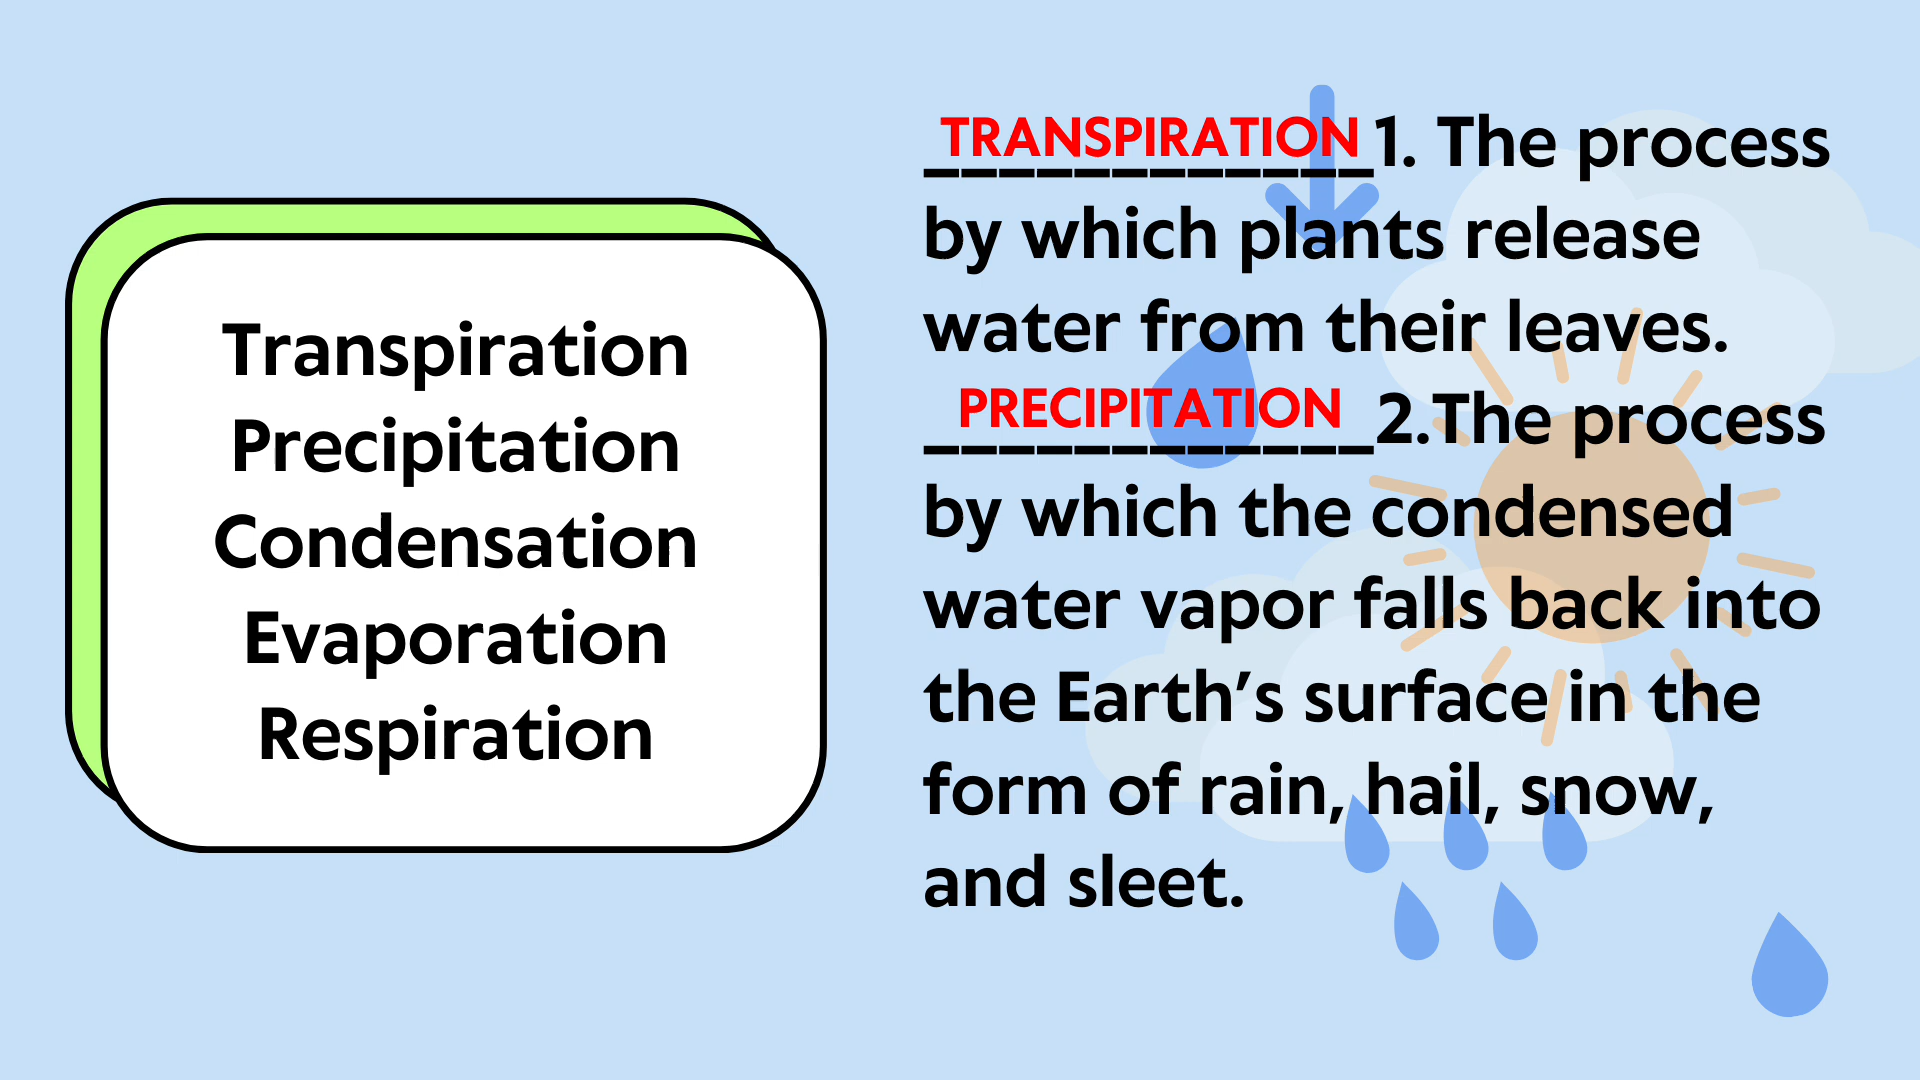 Transpiration
Precipitation
Condensation
Evaporation
Respiration
TRANSPIRATION
____________1. The process
by which plants release
water from their leaves.
PRECIPITATION
____________2.The process
by which the condensed
water vapor falls back into
the Earth’s surface in the
form of rain, hail, snow,
and sleet.